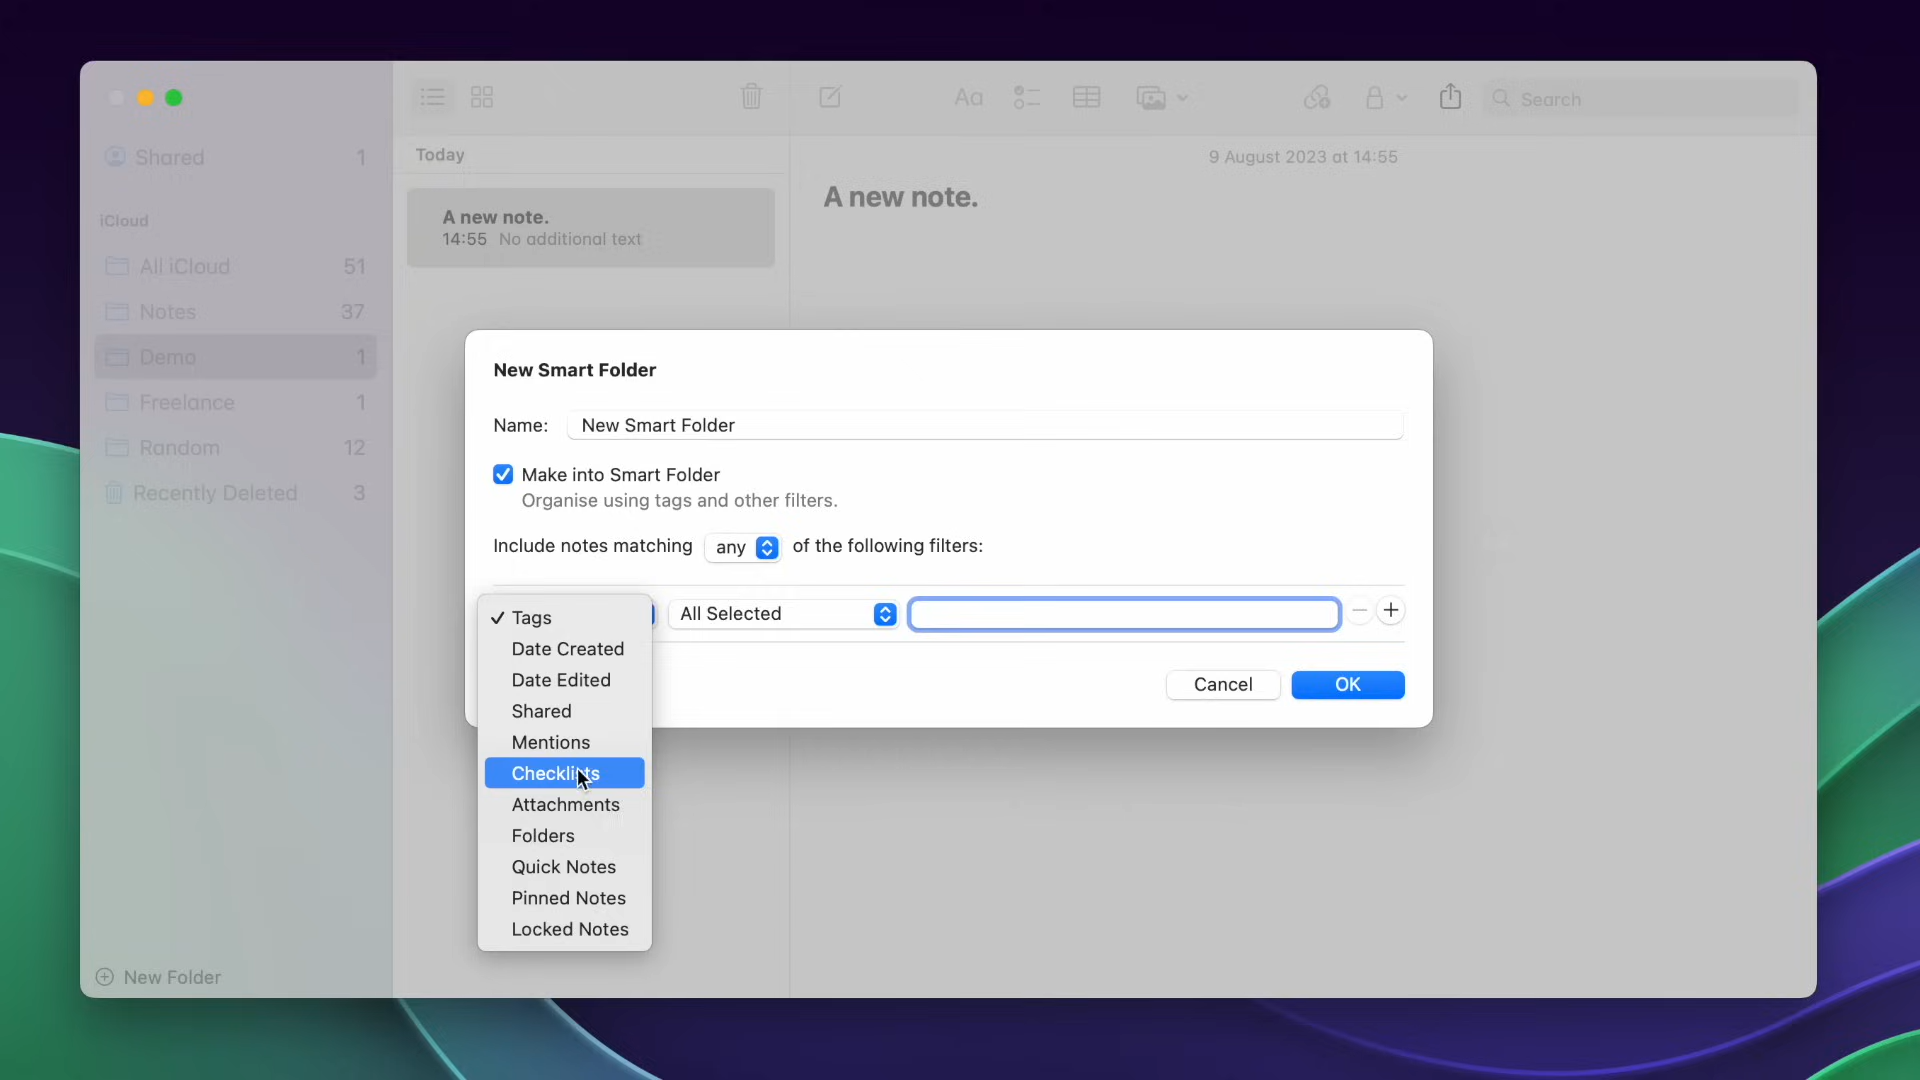 Search
Shared 1
iCloud
All iCloud 51
Notes 37
Demo 1
Freelance 1
Random 12
Recently Deleted 3
New Folder
Today
A new note.
14:55 No additional text
Aa
9 August 2023 at 14:55
A new note.
New Smart Folder
Name: New Smart Folder
Make into Smart Folder
Organise using tags and other filters.
Include notes matching any of the following filters:
All Selected
Tags
Date Created
Date Edited
Shared
Mentions
Checklists
Attachments
Folders
Quick Notes
Pinned Notes
Locked Notes
Cancel OK